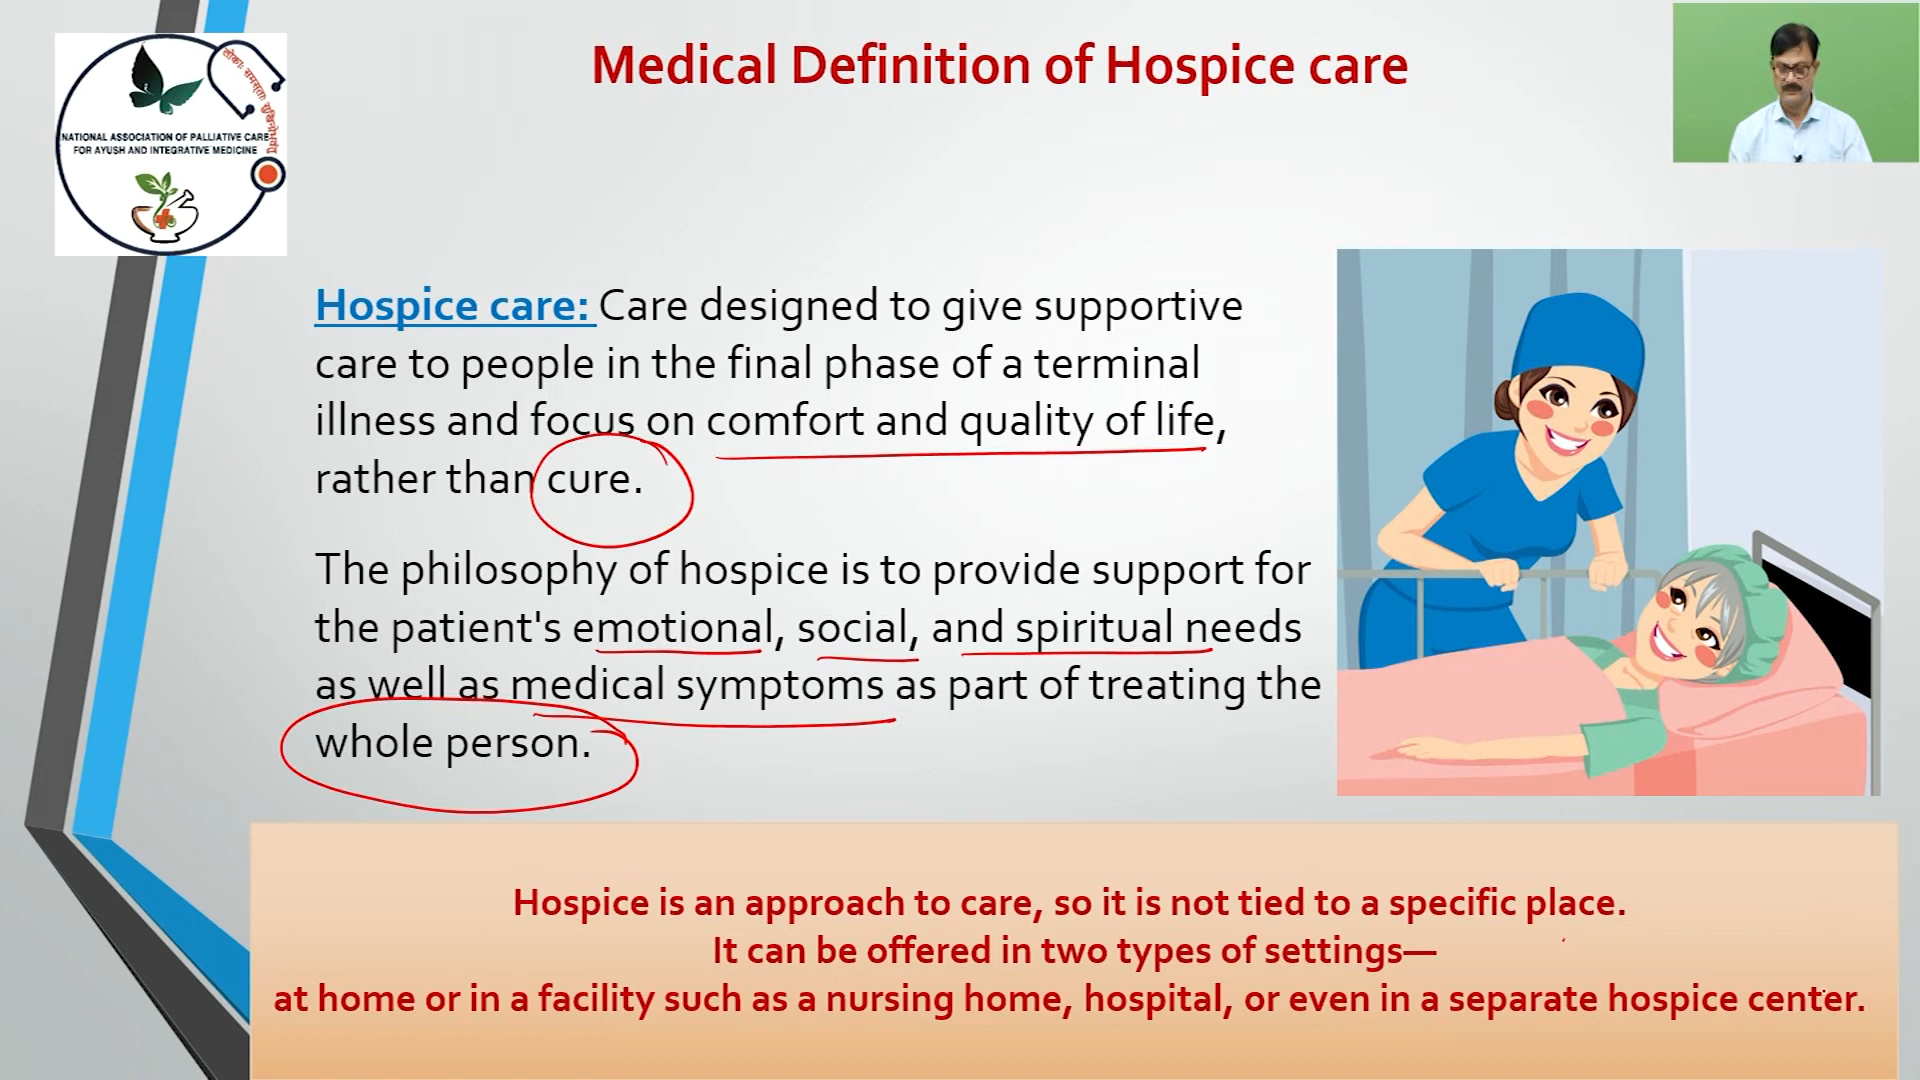 Medical Definition of Hospice care
NATIONAL ASSOCIATION OF PALLIATIVE CARE
FOR AYUSH AND INTEGRATIVE MEDICINE
Hospice care: Care designed to give supportive
care to people in the final phase of a terminal
illness and focus on comfort and quality of life,
rather than cure.
The philosophy of hospice is to provide support for
the patient's emotional, social, and spiritual needs
as well as medical symptoms as part of treating the
whole person.
Hospice is an approach to care, so it is not tied to a specific place.
It can be offered in two types of settings—
at home or in a facility such as a nursing home, hospital, or even in a separate hospice center.